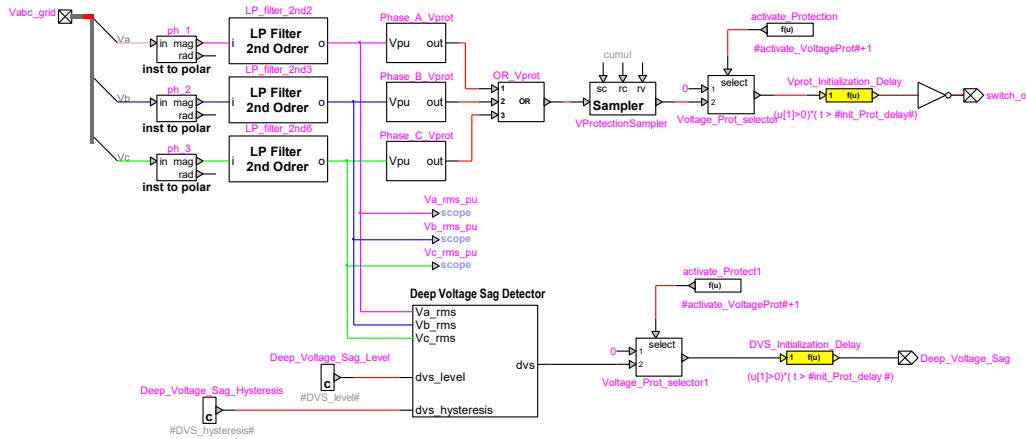 Vabc_grid
Va
Vb
Vc
ph_1
in mag
rad
inst to polar
ph_2
in mag
rad
inst to polar
ph_3
in mag
rad
inst to polar
LP_filter_2nd2
i LP Filter o
2nd Odrer
LP_filter_2nd3
i LP Filter o
2nd Odrer
LP_filter_2nd6
i LP Filter o
2nd Odrer
Phase_A_Vprot
Vpu out
Phase_B_Vprot
Vpu out
Phase_C_Vprot
Vpu out
OR_Vprot
1
2 OR
3
cumul
sc rc rv
Sampler
VProtectionSampler
activate_Protection
f(u)
#activate_VoltageProt#+1
select
0 1
2
Voltage_Prot_selector
Vprot_Initialization_Delay
1 f(u)
(u[1]>0)*( t > #init_Prot_delay#)
switch_o
Va_rms_pu
scope
Vb_rms_pu
scope
Vc_rms_pu
scope
Deep Voltage Sag Detector
Va_rms
Vb_rms
Vc_rms
dvs
dvs_level
dvs_hysteresis
Deep_Voltage_Sag_Level
c
#DVS_level#
Deep_Voltage_Sag_Hysteresis
c
#DVS_hysteresis#
activate_Protect1
f(u)
#activate_VoltageProt#+1
select
0 1
2
Voltage_Prot_selector1
DVS_Initialization_Delay
1 f(u)
(u[1]>0)*( t > #init_Prot_delay #)
Deep_Voltage_Sag